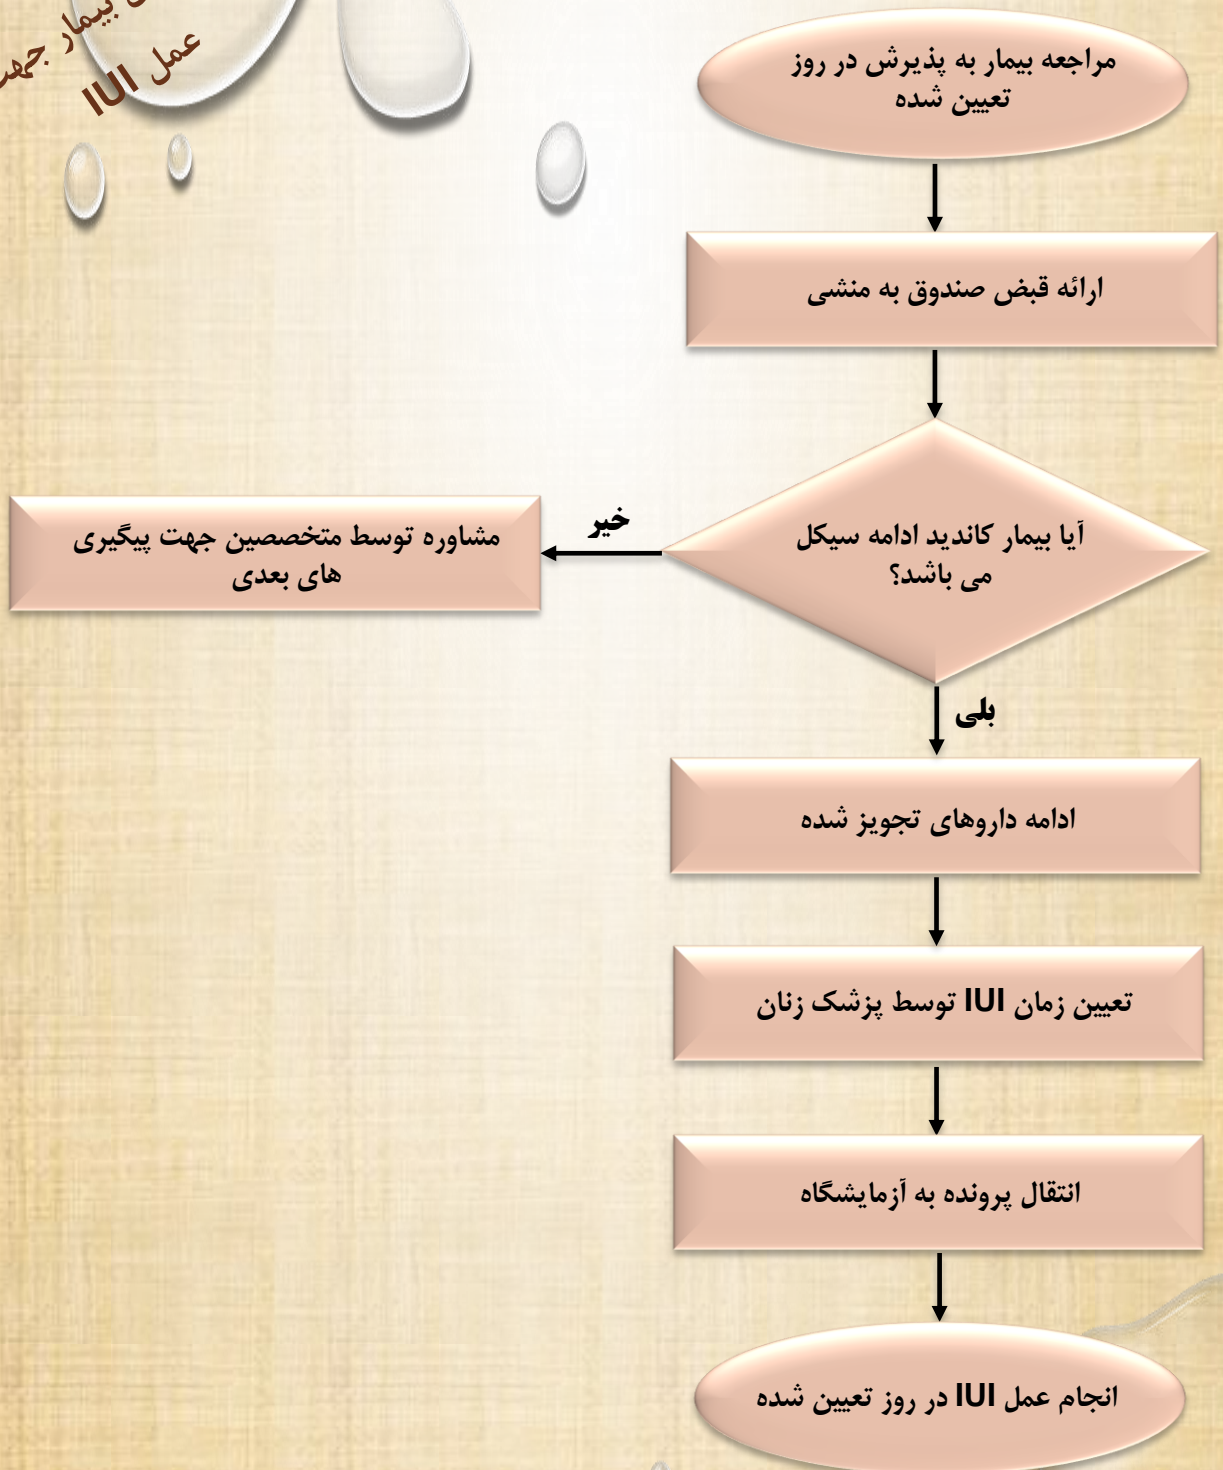 بیمار جهت
عمل IUI
مراجعه بیمار به پذیرش در روز
تعیین شده
ارائه قبض صندوق به منشی
آیا بیمار کاندید ادامه سیکل
می باشد؟
خیر
مشاوره توسط متخصصین جهت پیگیری
های بعدی
بلی
ادامه داروهای تجویز شده
تعیین زمان IUI توسط پزشک زنان
انتقال پرونده به آزمایشگاه
انجام عمل IUI در روز تعیین شده